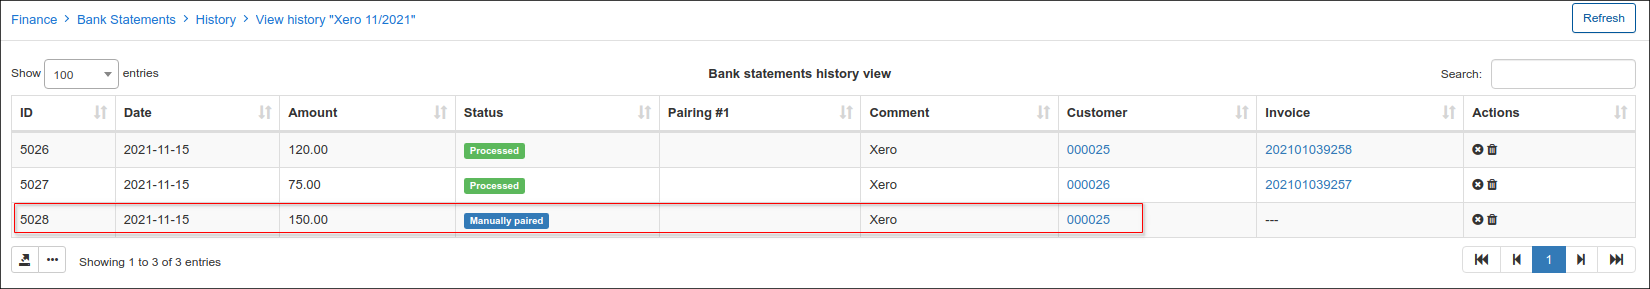 Finance > Bank Statements > History > View history "Xero 11/2021"
Refresh
Show 100 entries
Bank statements history view
Search:
ID Date Amount Status Pairing #1 Comment Customer Invoice Actions
5026 2021-11-15 120.00 Processed Xero 000025 202101039258
5027 2021-11-15 75.00 Processed Xero 000026 202101039257
5028 2021-11-15 150.00 Manually paired Xero 000025 ---
Showing 1 to 3 of 3 entries
1